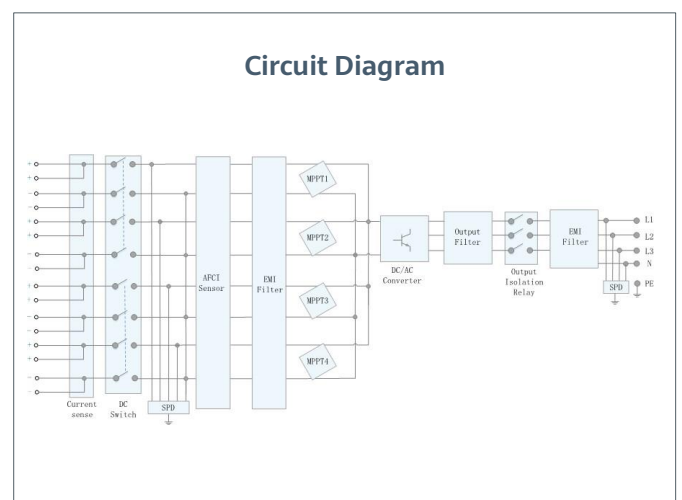 Circuit Diagram
+
+
-
-
+
+
-
-
+
+
-
-
+
+
-
-
Current
sense
DC
Switch
SPD
AFCI
Sensor
EMI
Filter
MPPT1
MPPT2
MPPT3
MPPT4
DC/AC
Converter
Output
Filter
Output
Isolation
Relay
EMI
Filter
L1
L2
L3
N
SPD
PE